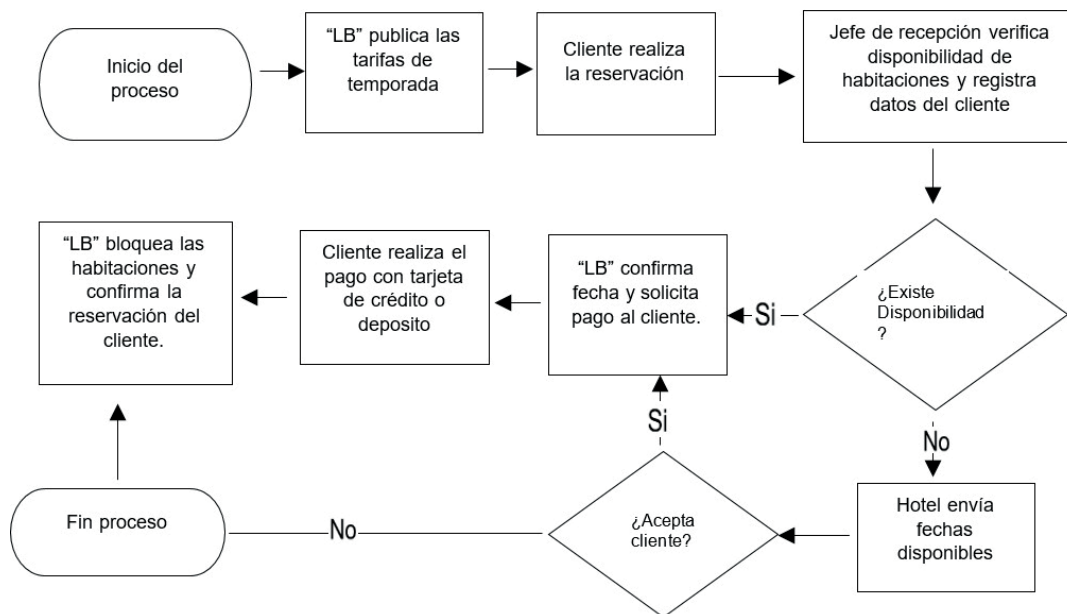 Inicio del
proceso
“LB” publica las
tarifas de
temporada
Cliente realiza
la reservación
Jefe de recepción verifica
disponibilidad de
habitaciones y registra
datos del cliente
¿Existe
Disponibilidad
?
Si
No
“LB” confirma
fecha y solicita
pago al cliente.
Cliente realiza el
pago con tarjeta
de crédito o
deposito
“LB” bloquea las
habitaciones y
confirma la
reservación del
cliente.
Hotel envía
fechas
disponibles
¿Acepta
cliente?
Si
No
Fin proceso